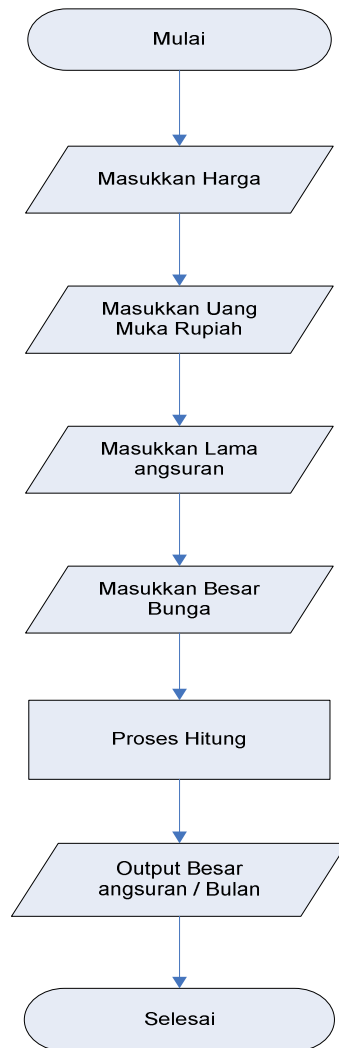 Mulai
Masukkan Harga
Masukkan Uang
Muka Rupiah
Masukkan Lama
angsuran
Masukkan Besar
Bunga
Proses Hitung
Output Besar
angsuran / Bulan
Selesai